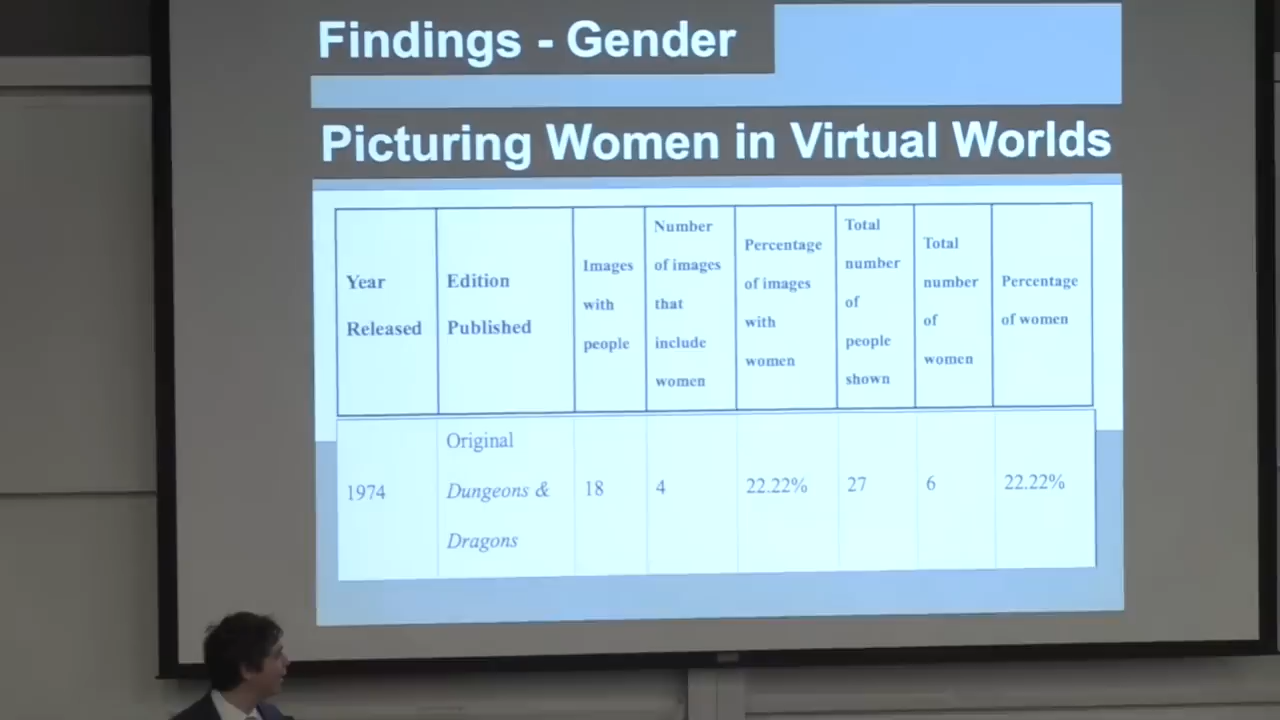 Findings - Gender
Picturing Women in Virtual Worlds
Year
Released
Edition
Published
Images
with
people
Number
of images
that
include
women
Percentage
of images
with
women
Total
number
of
people
shown
Total
number
of
women
Percentage
of women
1974
Original
Dungeons &
Dragons
18
4
22.22%
27
6
22.22%